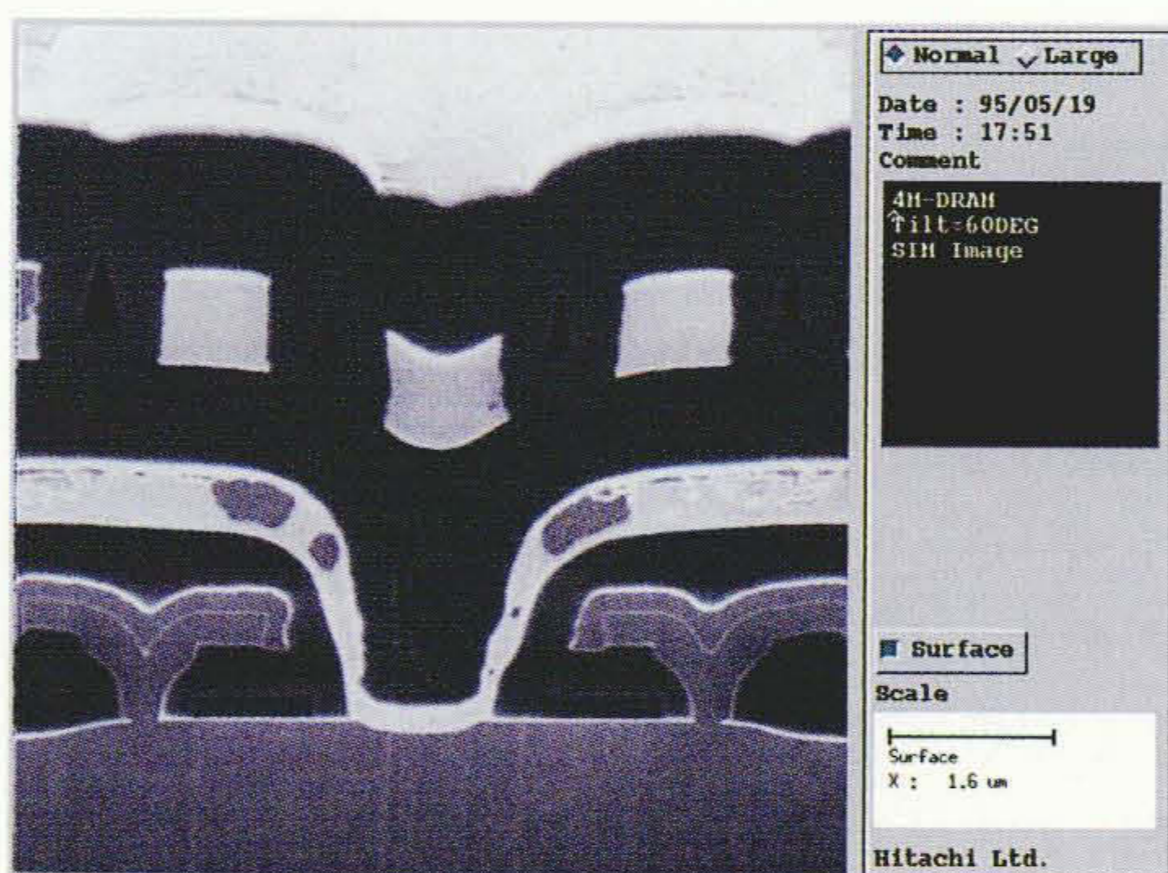 Normal Large
Date : 95/05/19
Time : 17:51
Comment
4M-DRAM
Tilt=60DEG
SIM Image
Surface
Scale
Surface
X : 1.6 um
Hitachi Ltd.